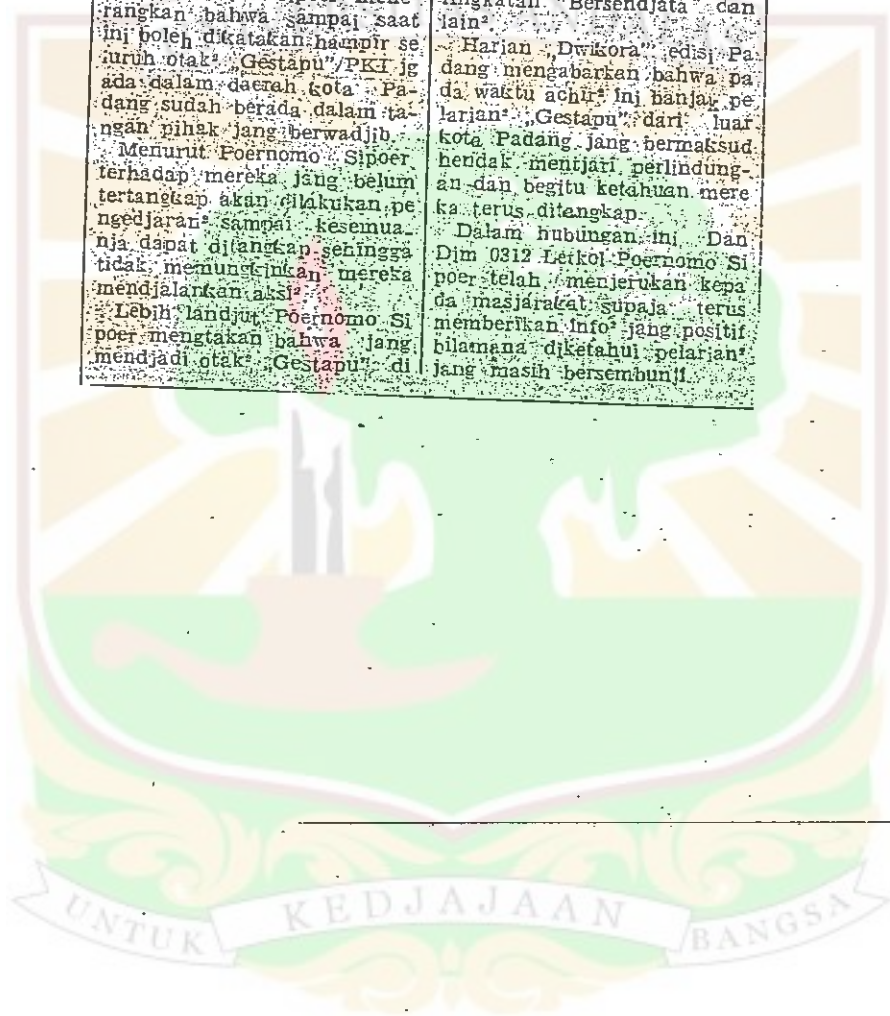 rangkan bahwa sampai saat
ini boleh dikatakan hampir se
luruh otak² „Gestapu"/PKI jg
ada dalam daerah kota Pa-
dang sudah berada dalam ta-
ngan pihak jang berwadjib.
Menurut Poernomo Sipoer
terhadap mereka jang belum
tertangkap akan dilakukan pe
ngedjaran² sampai kesemua-
nja dapat ditangkap sehingga
tidak memungkinkan mereka
mendjalankan aksi².
Lebih landjut Poernomo Si
poer mengtakan bahwa jang
mendjadi otak² „Gestapu" di
Bersendjata dan
lain².
Harian „Dwikora" edisi Pa
dang mengabarkan bahwa pa
da waktu achir² ini banjak pe
larian² „Gestapu" dari luar
kota Padang jang bermaksud
hendak mentjari perlindung-
an dan begitu ketahuan mere
ka terus ditangkap.
Dalam hubungan ini Dan
Dim 0312 Letkol Poernomo Si
poer telah menjerukan kepa
da masjarakat supaja terus
memberikan info² jang positif
bilamana diketahui pelarian²
jang masih bersembunji.
UNTUK KEDJAJAAN BANGSA